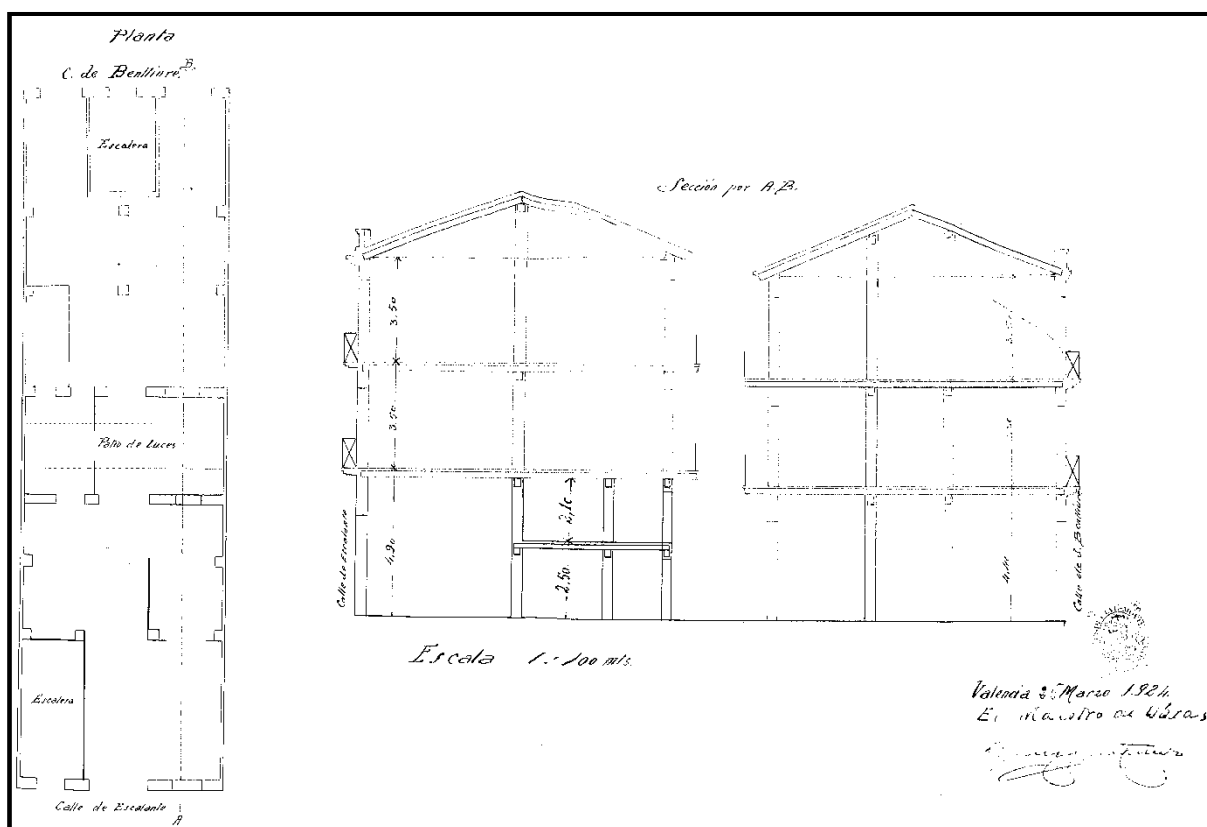 Planta
C. de Benlliure.
B.
Escalera
Patio de Luces
Escalera
Calle de Escalante
A
Sección por A.B.
3.50
3.50
4.90
2,10
2.50
Calle de Escalante
4.40
Calle de J. Benlliure
Escala 1:100 mts.
Valencia Marzo 1924
El Maestro de Obras